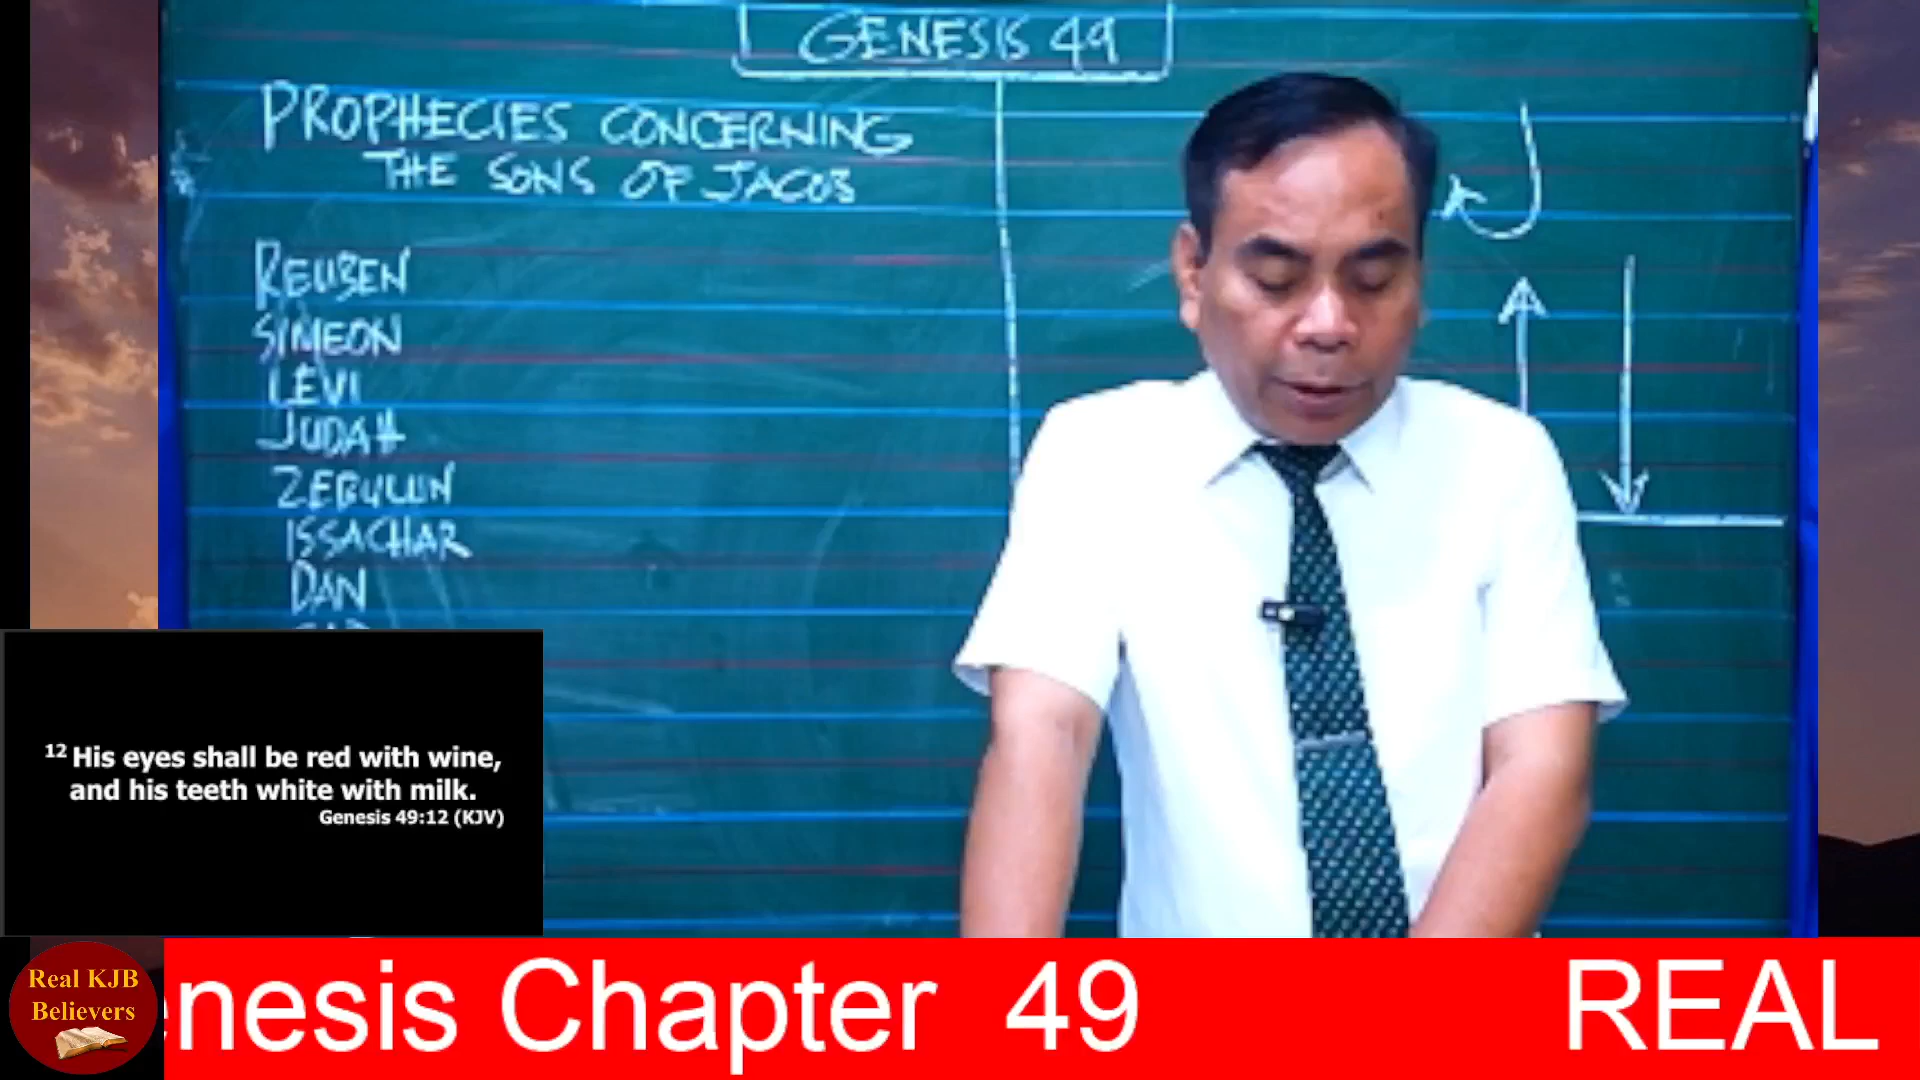 GENESIS 49
PROPHECIES CONCERNING
THE SONS OF JACOB
REUBEN
SIMEON
LEVI
JUDAH
ZEBULUN
ISSACHAR
DAN
12 His eyes shall be red with wine,
and his teeth white with milk.
Genesis 49:12 (KJV)
Real KJB
Believers
enesis Chapter 49 REAL